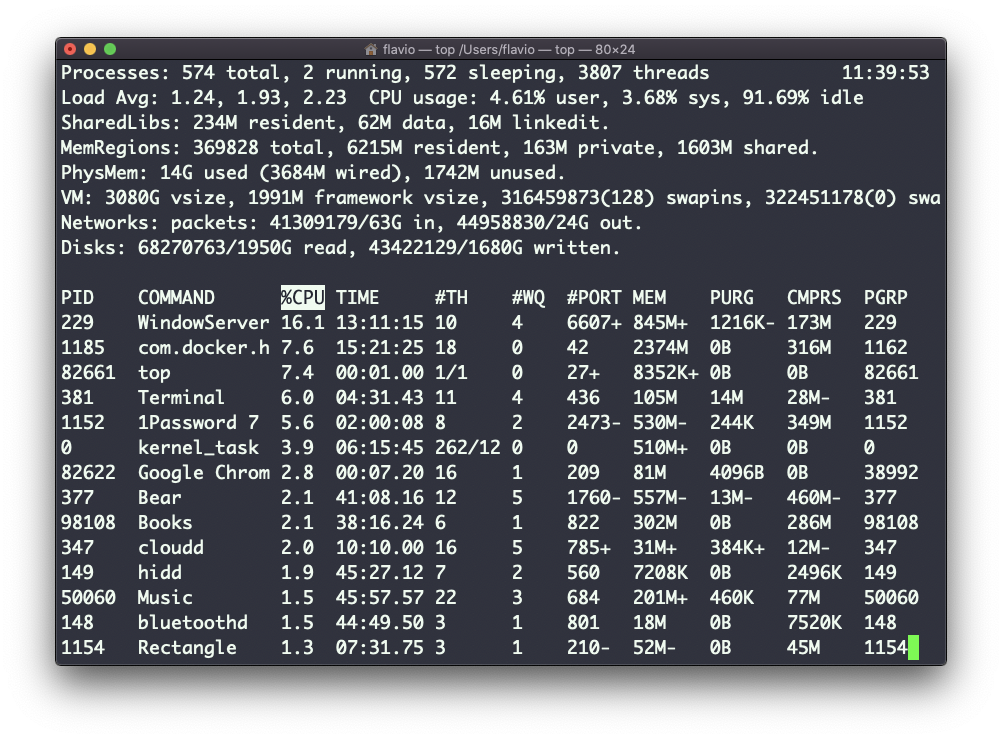 flavio — top /Users/flavio — top — 80×24
Processes: 574 total, 2 running, 572 sleeping, 3807 threads 11:39:53
Load Avg: 1.24, 1.93, 2.23 CPU usage: 4.61% user, 3.68% sys, 91.69% idle
SharedLibs: 234M resident, 62M data, 16M linkedit.
MemRegions: 369828 total, 6215M resident, 163M private, 1603M shared.
PhysMem: 14G used (3684M wired), 1742M unused.
VM: 3080G vsize, 1991M framework vsize, 316459873(128) swapins, 322451178(0) swa
Networks: packets: 41309179/63G in, 44958830/24G out.
Disks: 68270763/1950G read, 43422129/1680G written.
PID COMMAND %CPU TIME #TH #WQ #PORT MEM PURG CMPRS PGRP
229 WindowServer 16.1 13:11:15 10 4 6607+ 845M+ 1216K- 173M 229
1185 com.docker.h 7.6 15:21:25 18 0 42 2374M 0B 316M 1162
82661 top 7.4 00:01.00 1/1 0 27+ 8352K+ 0B 0B 82661
381 Terminal 6.0 04:31.43 11 4 436 105M 14M 28M- 381
1152 1Password 7 5.6 02:00:08 8 2 2473- 530M- 244K 349M 1152
0 kernel_task 3.9 06:15:45 262/12 0 0 510M+ 0B 0B 0
82622 Google Chrom 2.8 00:07.20 16 1 209 81M 4096B 0B 38992
377 Bear 2.1 41:08.16 12 5 1760- 557M- 13M- 460M- 377
98108 Books 2.1 38:16.24 6 1 822 302M 0B 286M 98108
347 cloudd 2.0 10:10.00 16 5 785+ 31M+ 384K+ 12M- 347
149 hidd 1.9 45:27.12 7 2 560 7208K 0B 2496K 149
50060 Music 1.5 45:57.57 22 3 684 201M+ 460K 77M 50060
148 bluetoothd 1.5 44:49.50 3 1 801 18M 0B 7520K 148
1154 Rectangle 1.3 07:31.75 3 1 210- 52M- 0B 45M 1154